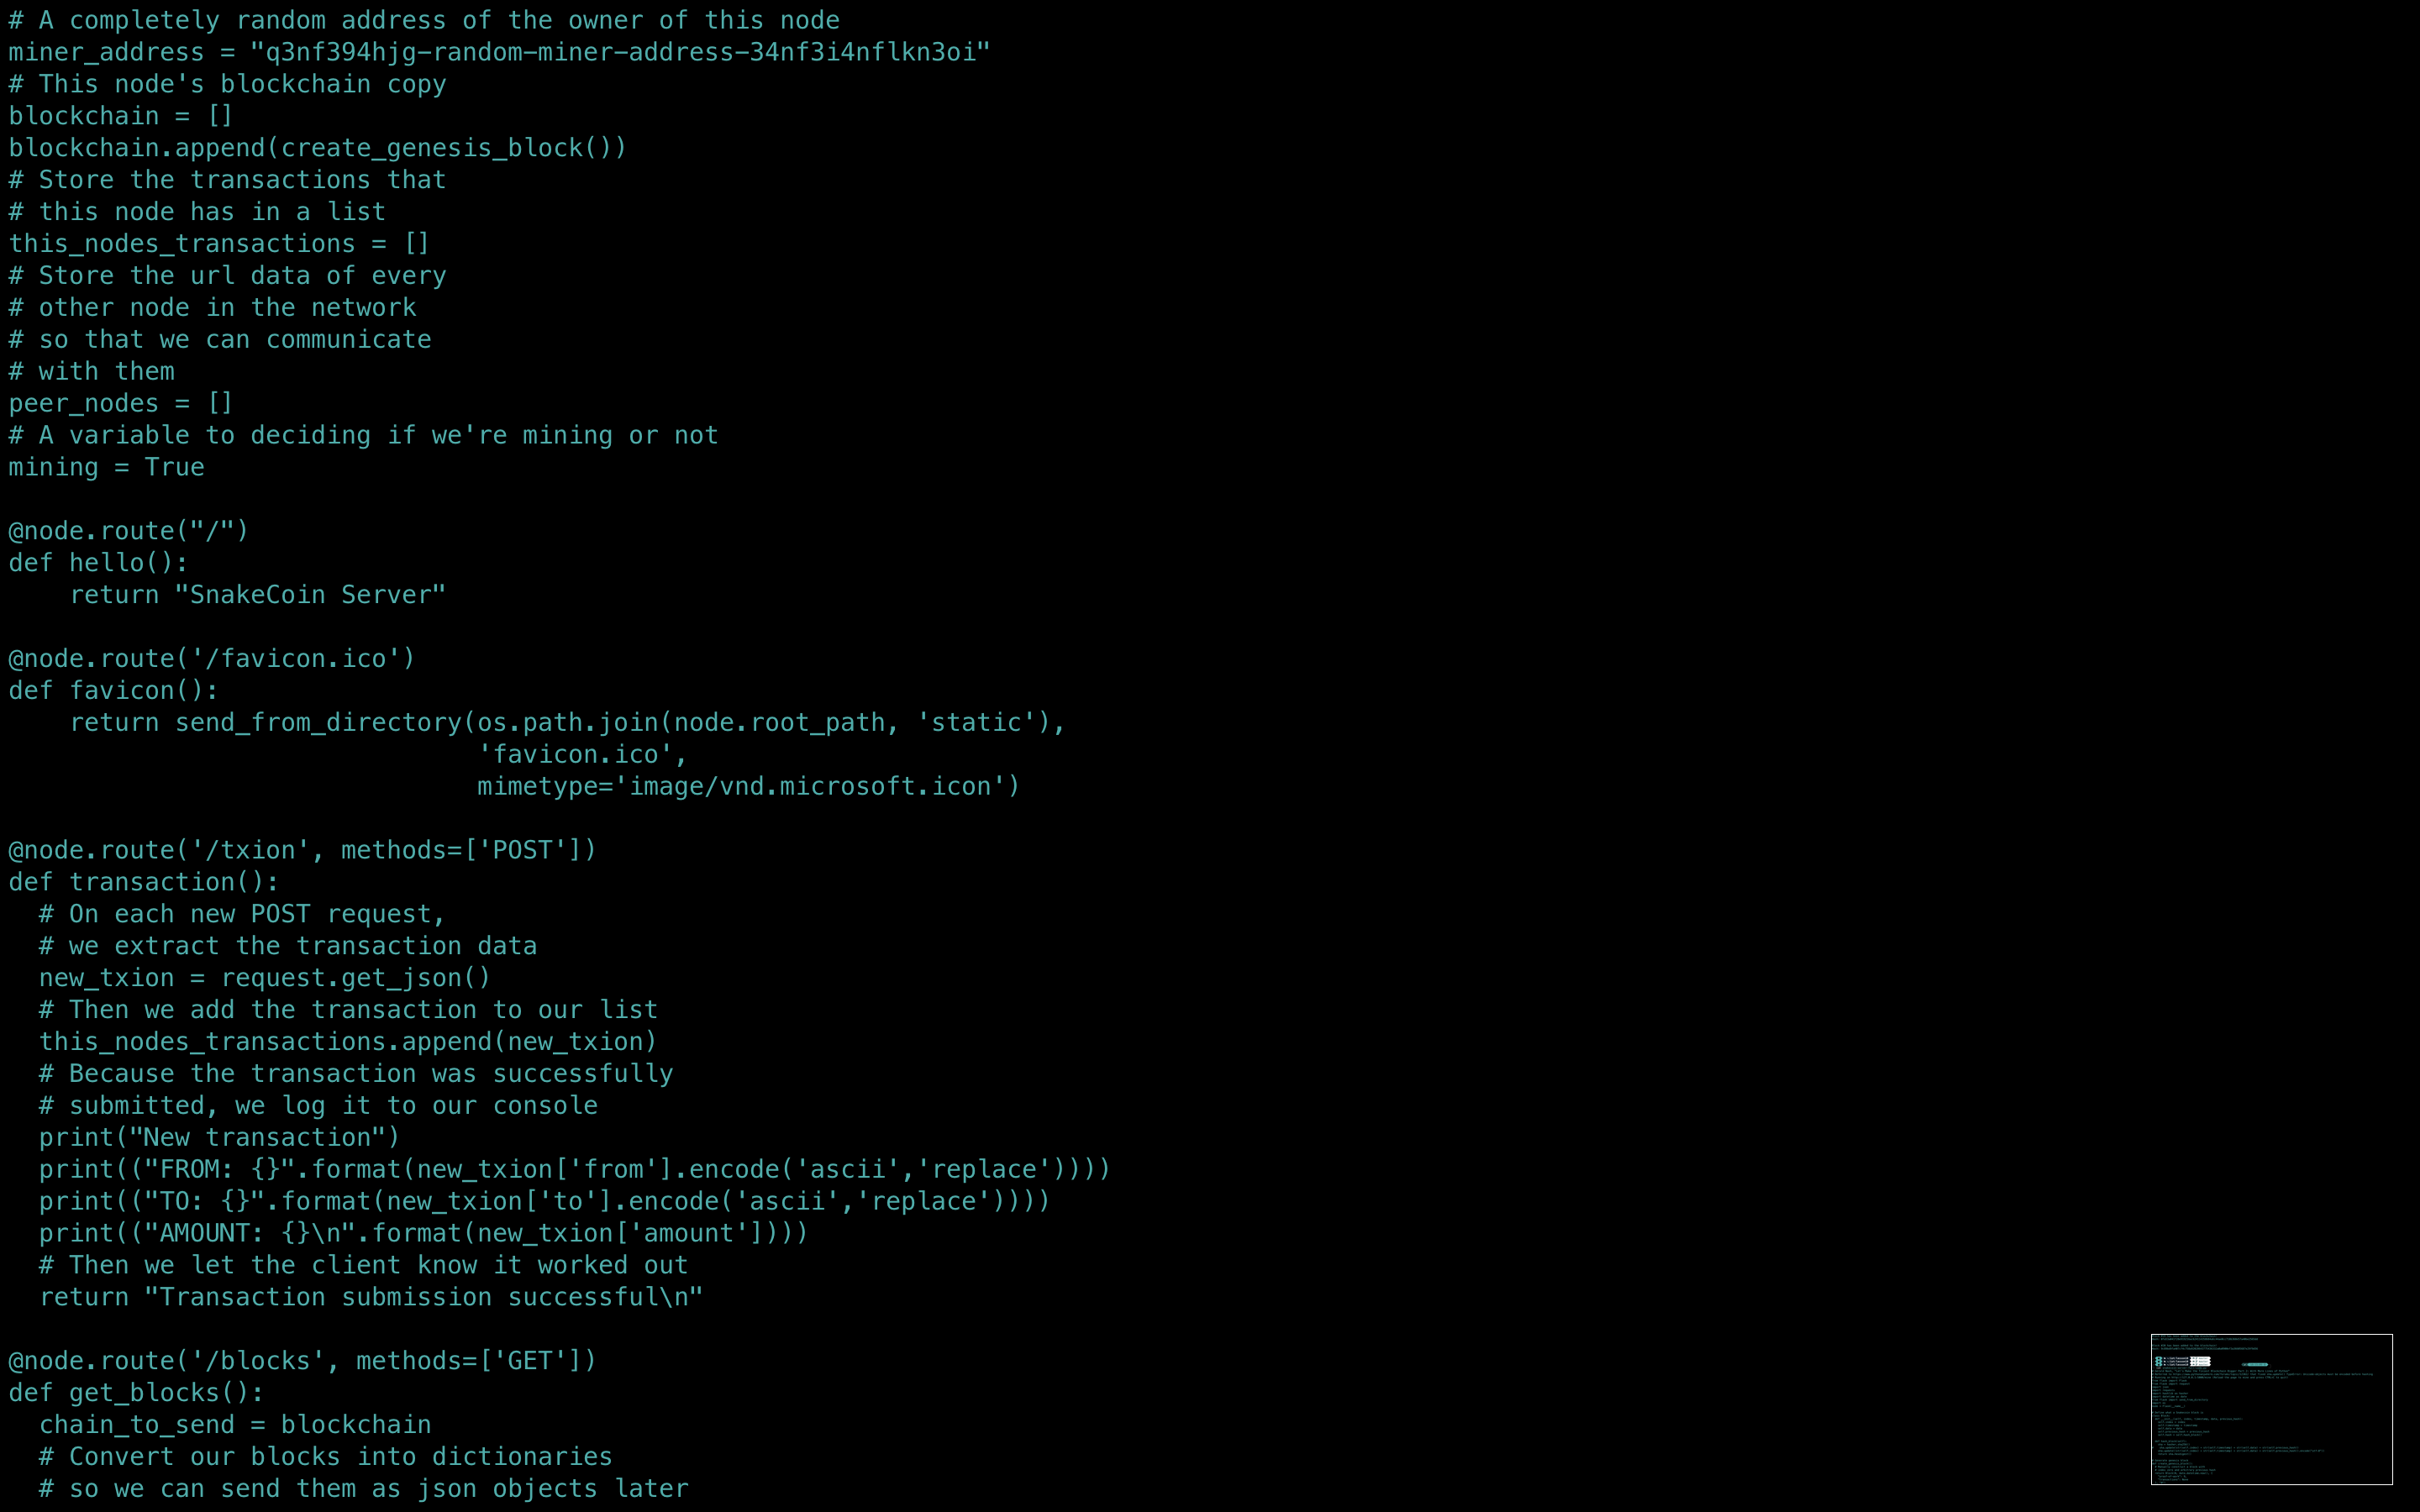 # A completely random address of the owner of this node
miner_address = "q3nf394hjg-random-miner-address-34nf3i4nflkn3oi"
# This node's blockchain copy
blockchain = []
blockchain.append(create_genesis_block())
# Store the transactions that
# this node has in a list
this_nodes_transactions = []
# Store the url data of every
# other node in the network
# so that we can communicate
# with them
peer_nodes = []
# A variable to deciding if we're mining or not
mining = True

@node.route("/")
def hello():
    return "SnakeCoin Server"

@node.route('/favicon.ico')
def favicon():
    return send_from_directory(os.path.join(node.root_path, 'static'),
                               'favicon.ico',
                               mimetype='image/vnd.microsoft.icon')

@node.route('/txion', methods=['POST'])
def transaction():
  # On each new POST request,
  # we extract the transaction data
  new_txion = request.get_json()
  # Then we add the transaction to our list
  this_nodes_transactions.append(new_txion)
  # Because the transaction was successfully
  # submitted, we log it to our console
  print("New transaction")
  print(("FROM: {}".format(new_txion['from'].encode('ascii','replace'))))
  print(("TO: {}".format(new_txion['to'].encode('ascii','replace'))))
  print(("AMOUNT: {}\n".format(new_txion['amount'])))
  # Then we let the client know it worked out
  return "Transaction submission successful\n"

@node.route('/blocks', methods=['GET'])
def get_blocks():
  chain_to_send = blockchain
  # Convert our blocks into dictionaries
  # so we can send them as json objects later